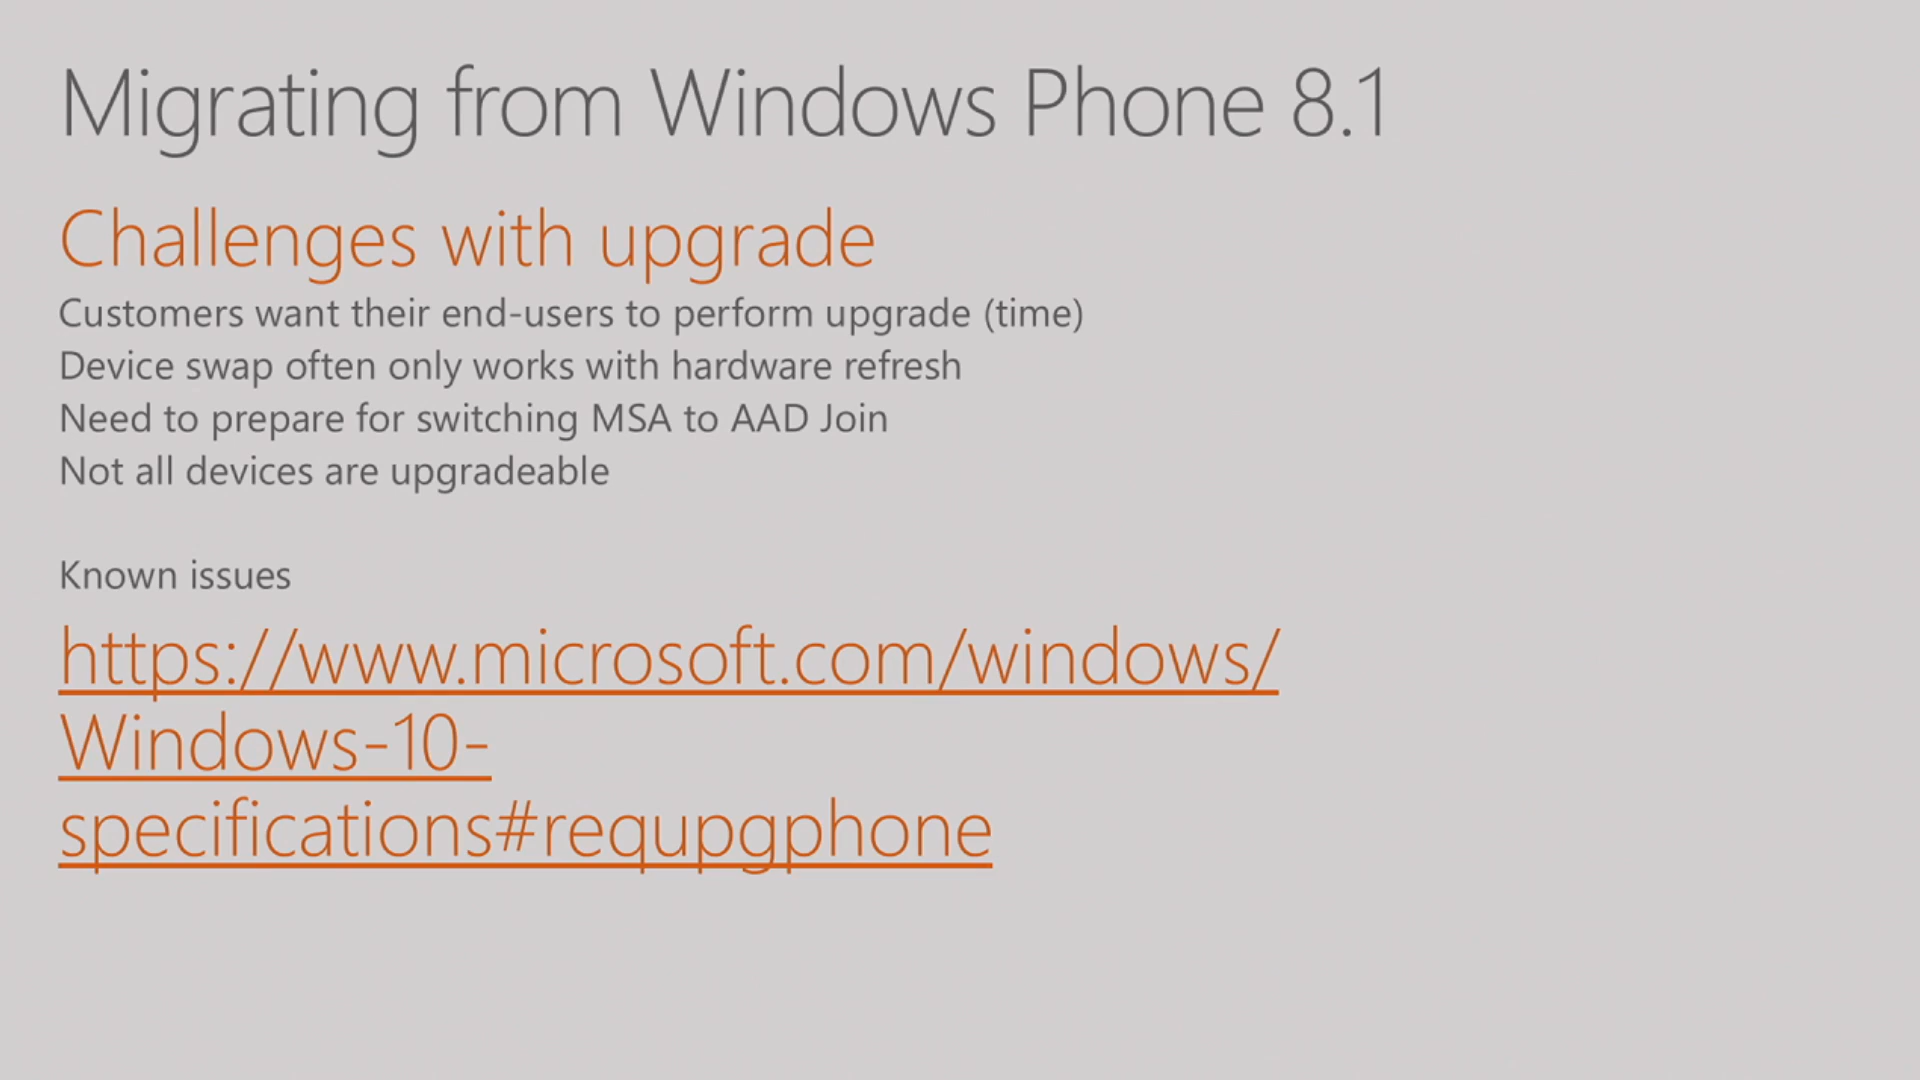 Migrating from Windows Phone 8.1
Challenges with upgrade
Customers want their end-users to perform upgrade (time)
Device swap often only works with hardware refresh
Need to prepare for switching MSA to AAD Join
Not all devices are upgradeable
Known issues
https://www.microsoft.com/windows/
Windows-10-
specifications#requpgphone